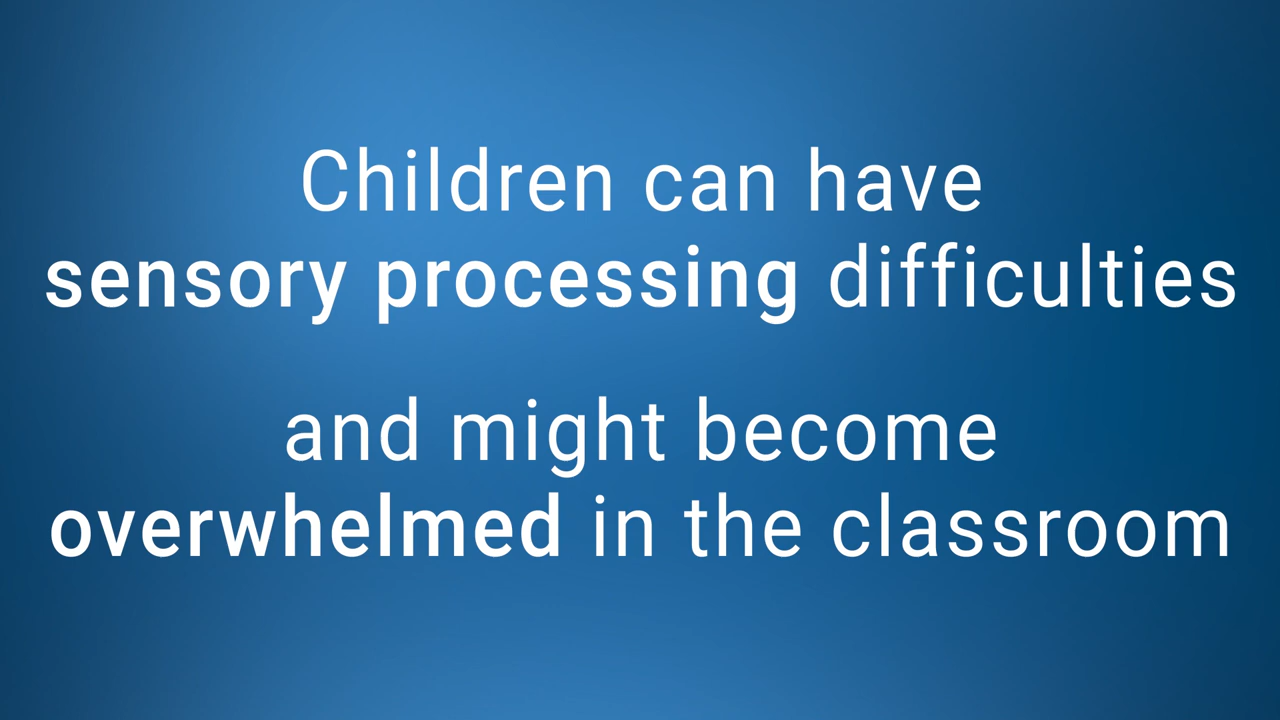 Children can have
sensory processing difficulties
and might become
overwhelmed in the classroom